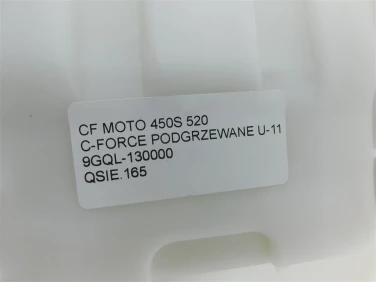 CF MOTO 450S 520
C-FORCE PODGRZEWANE U-11
9GQL-130000
QSIE.165